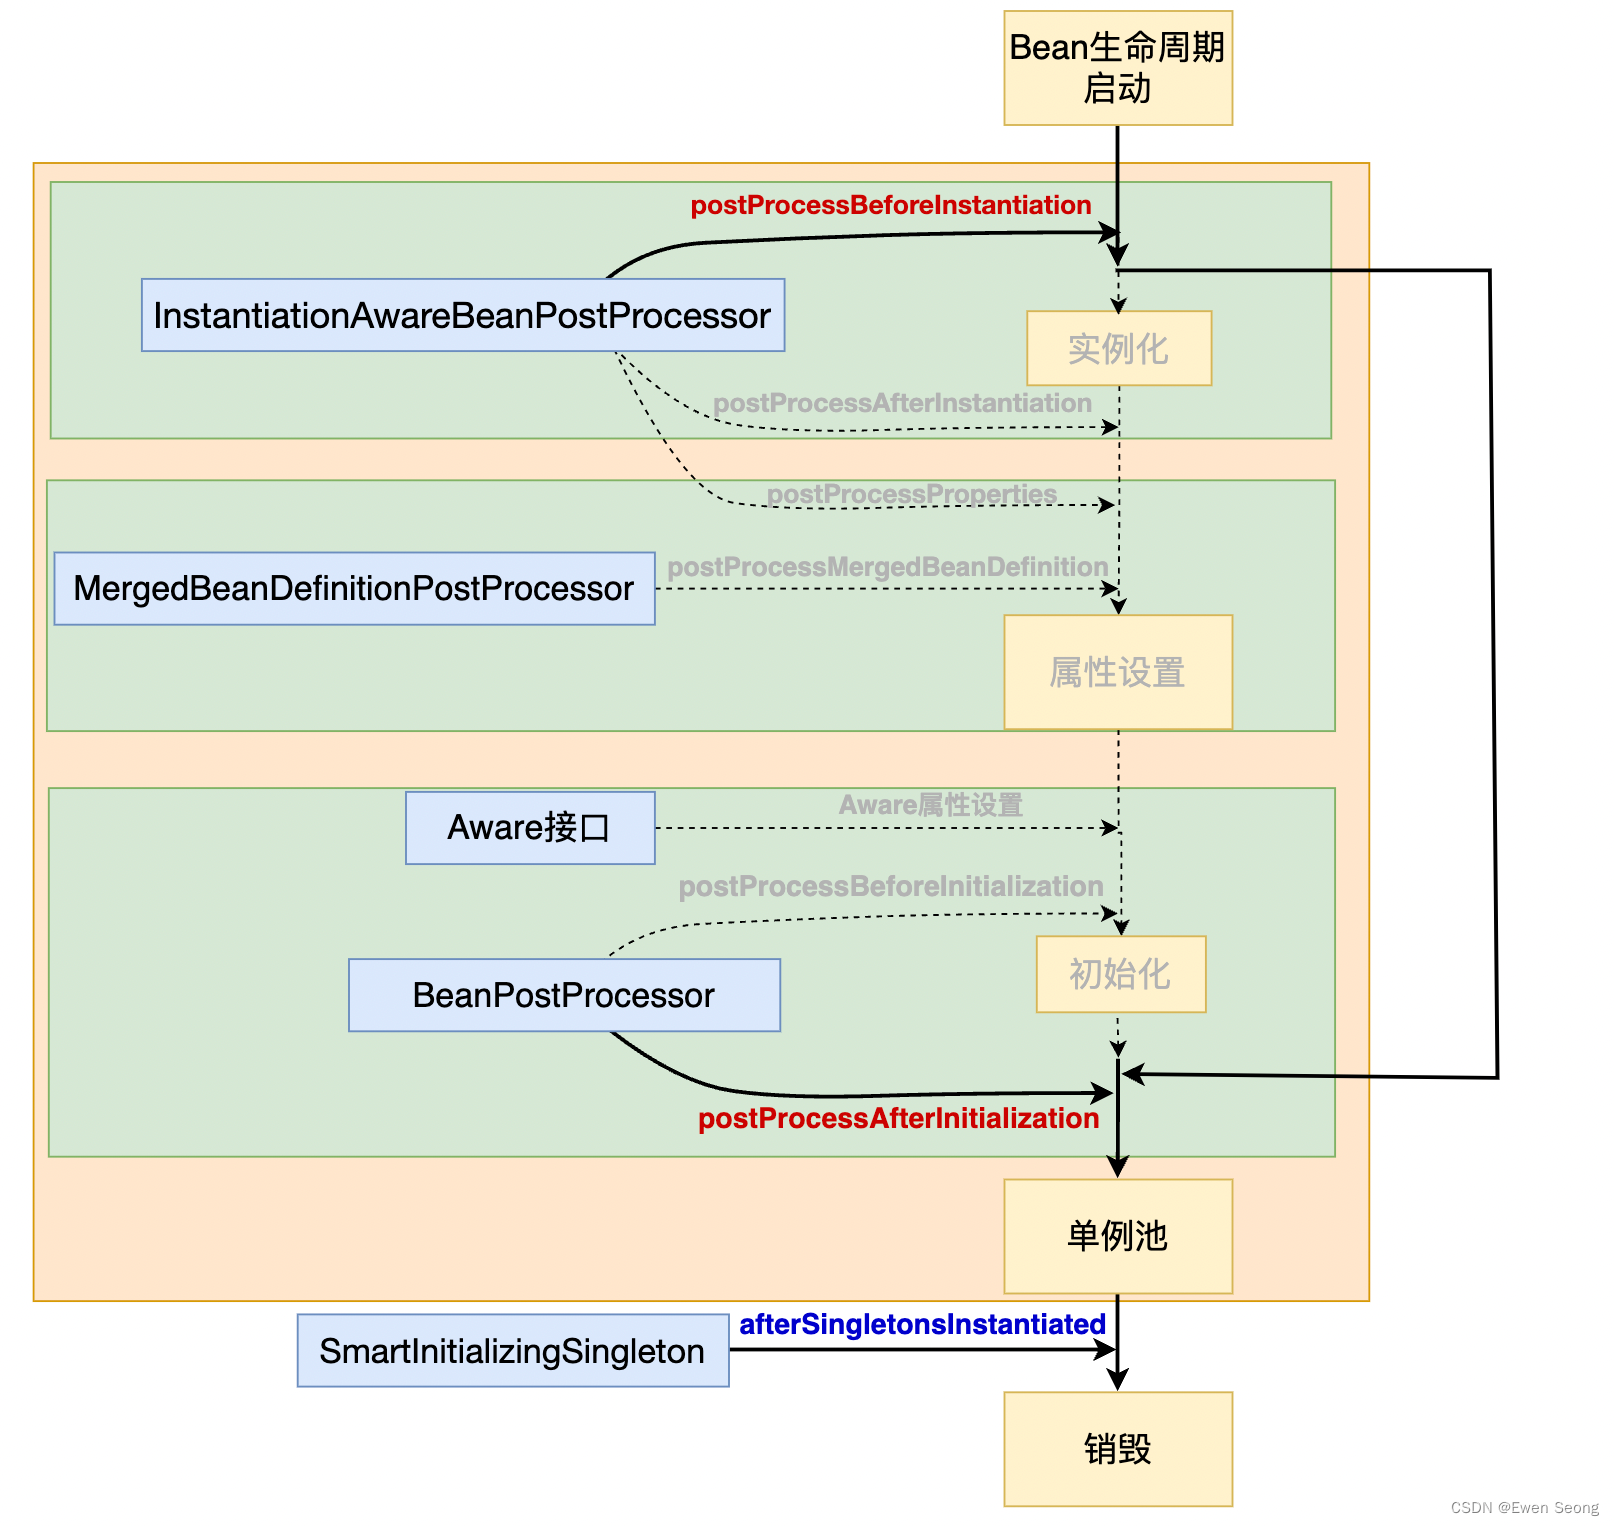 Bean生命周期
启动
postProcessBeforeInstantiation
InstantiationAwareBeanPostProcessor
实例化
postProcessAfterInstantiation
postProcessProperties
postProcessMergedBeanDefinition
MergedBeanDefinitionPostProcessor
属性设置
Aware属性设置
Aware接口
postProcessBeforeInitialization
初始化
BeanPostProcessor
postProcessAfterInitialization
单例池
afterSingletonsInstantiated
SmartInitializingSingleton
销毁
CSDN @Ewen Seong